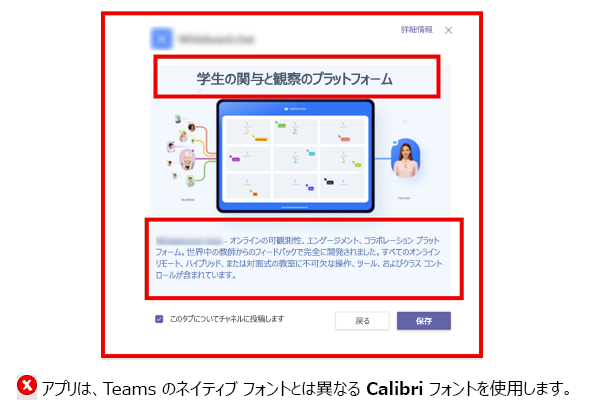 詳細情報
学生の関与と観察のプラットフォーム
Students
Teacher
- オンラインの可観測性、エンゲージメント、コラボレーション プラット
フォーム。世界中の教師からのフィードバックで完全に開発されました。すべてのオンライン
リモート、ハイブリッド、または対面式の教室に不可欠な操作、ツール、およびクラス コント
ロールが含まれています。
このタブについてチャネルに投稿します
戻る
保存
アプリは、Teams のネイティブ フォントとは異なる Calibri フォントを使用します。